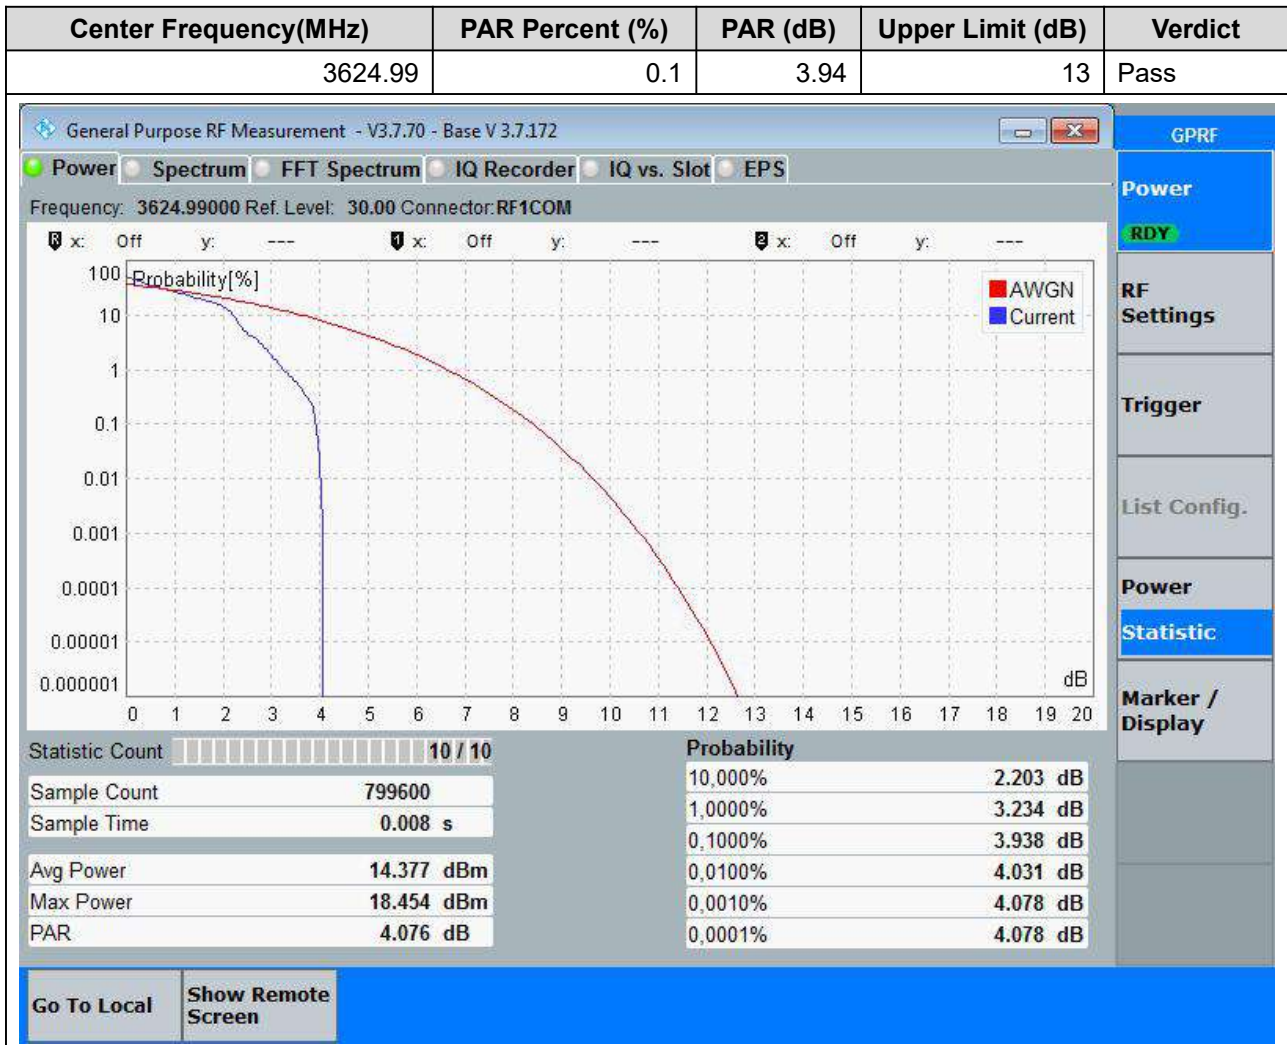 Center Frequency(MHz) PAR Percent (%) PAR (dB) Upper Limit (dB) Verdict
3624.99 0.1 3.94 13 Pass
General Purpose RF Measurement - V3.7.70 - Base V 3.7.172
GPRF
Power Spectrum FFT Spectrum IQ Recorder IQ vs. Slot EPS
Frequency: 3624.99000 Ref. Level: 30.00 Connector: RF1COM
R x: Off y: --- 1 x: Off y: --- 2 x: Off y: ---
Power
RDY
RF
Settings
Trigger
List Config.
Power
Statistic
Marker /
Display
Probability[%]
AWGN
Current
100
10
1
0.1
0.01
0.001
0.0001
0.00001
0.000001
dB
0 1 2 3 4 5 6 7 8 9 10 11 12 13 14 15 16 17 18 19 20
Statistic Count 10 / 10
Sample Count 799600
Sample Time 0.008 s
Avg Power 14.377 dBm
Max Power 18.454 dBm
PAR 4.076 dB
Probability
10,000% 2.203 dB
1,0000% 3.234 dB
0,1000% 3.938 dB
0,0100% 4.031 dB
0,0010% 4.078 dB
0,0001% 4.078 dB
Go To Local
Show Remote
Screen